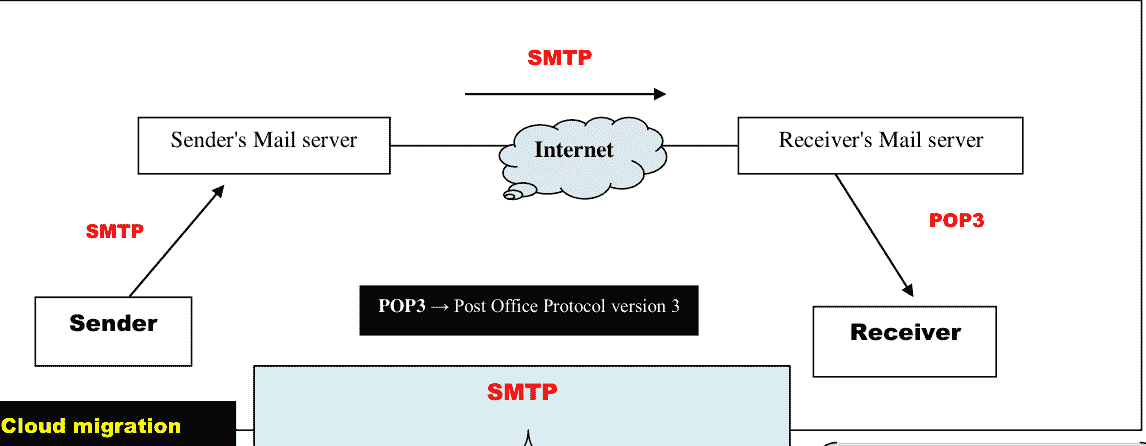 SMTP
Sender's Mail server
Internet
Receiver's Mail server
SMTP
POP3
POP3 → Post Office Protocol version 3
Sender
Receiver
SMTP
Cloud migration